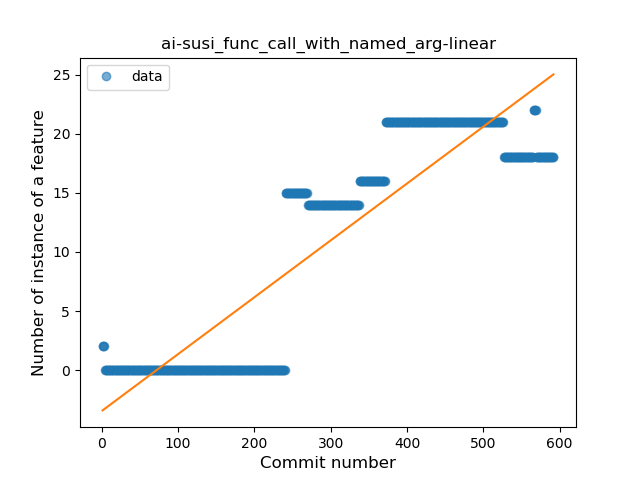 ai-susi_func_call_with_named_arg-linear
data
Number of instance of a feature
25
20
15
10
5
0
0 100 200 300 400 500 600
Commit number